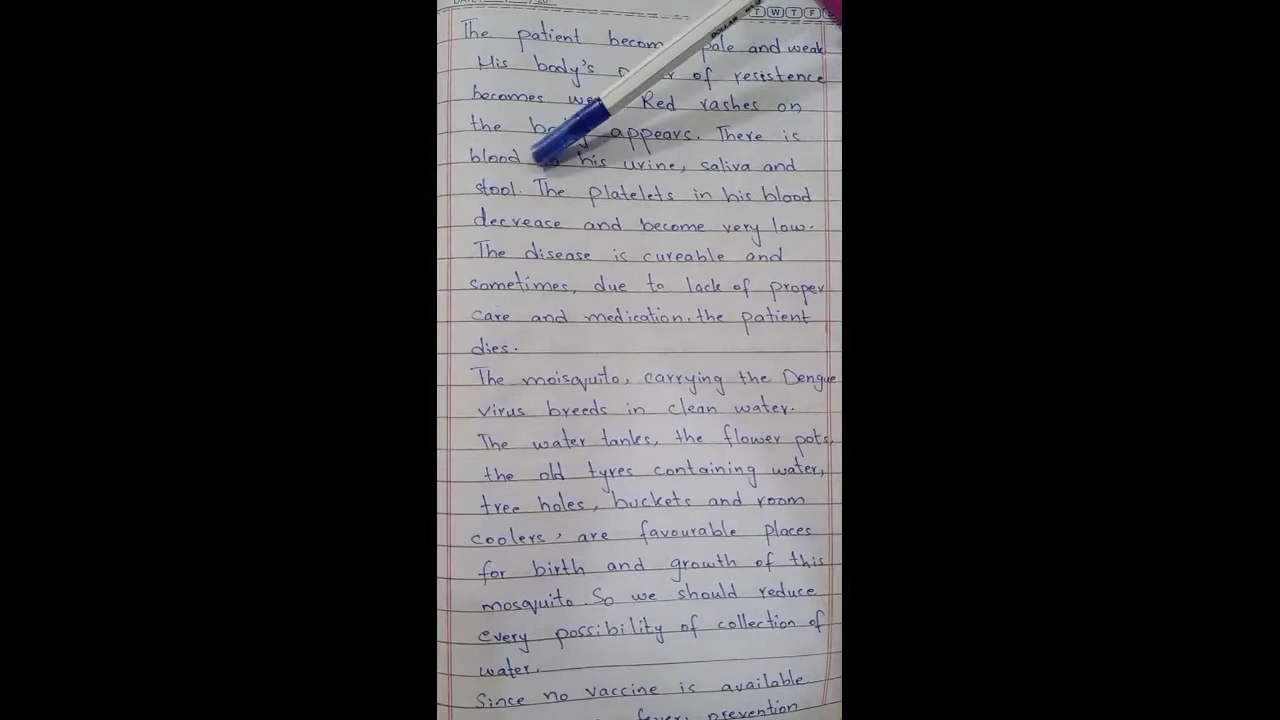 T W T F
The patient becom pale and weak
His body's of resistence
becomes we Red rashes on
the bo y appears. There is
blood his urine, saliva and
stool. The platelets in his blood
decrease and become very low.
The disease is cureable and
sometimes, due to lack of proper
care and medication. the patient
dies.
The moisquito, carrying the Dengue
virus breeds in clean water.
The water tanks, the flower pots,
the old tyres containing water,
tree holes, buckets and room
coolers, are favourable places
for birth and growth of this
mosquito. So we should reduce
every possibility of collection of
water.
Since no vaccine is available
fever, prevention